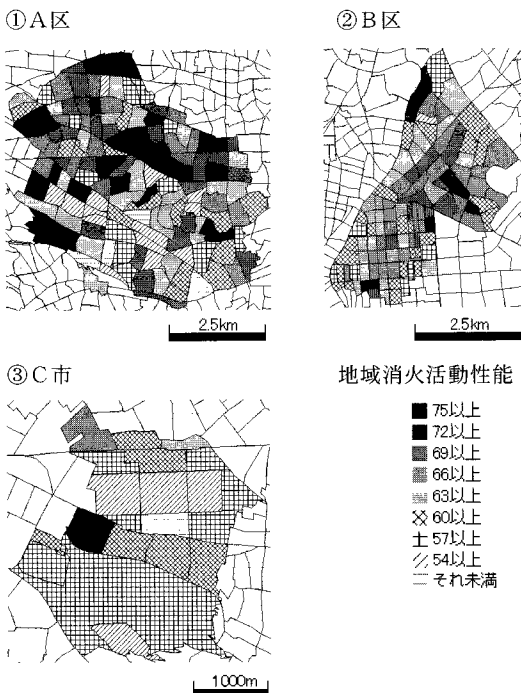 ①A区
②B区
2.5km
2.5km
③C市
地域消火活動性能
75以上
72以上
69以上
66以上
63以上
60以上
57以上
54以上
それ未満
1000m